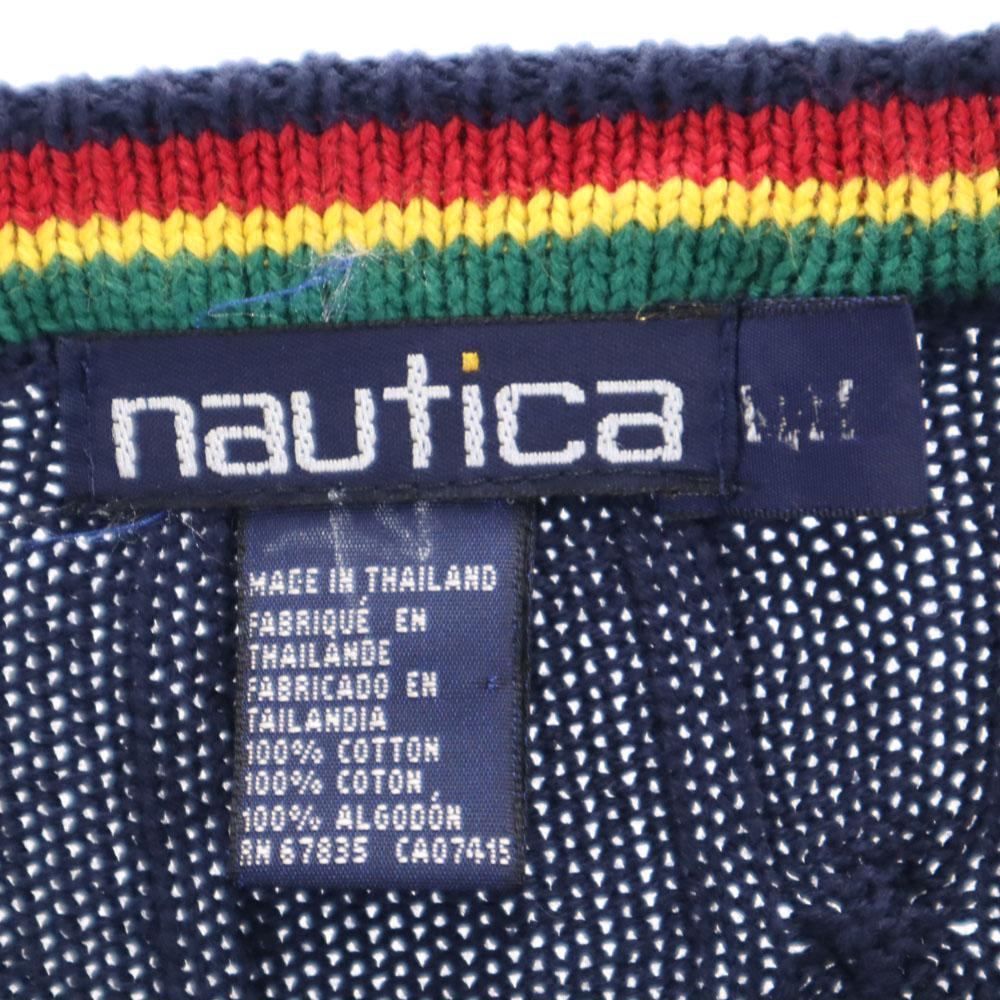 nautica
MADE IN THAILAND
FABRIQUÉ EN
THAILANDE
FABRICADO EN
TAILANDIA
100% COTTON
100% COTON
100% ALGODÓN
RN 67835 CA07415